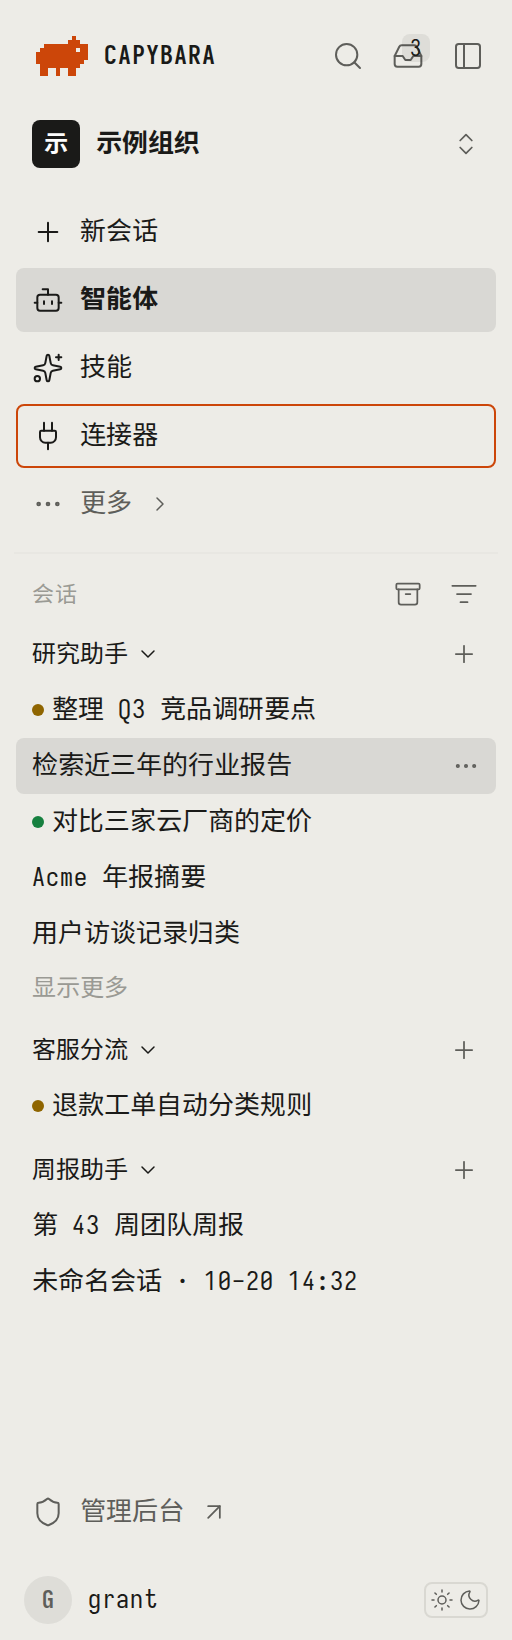 CAPYBARA
3
示 示例组织
新会话
智能体
技能
连接器
更多
会话
研究助手
整理 Q3 竞品调研要点
检索近三年的行业报告
对比三家云厂商的定价
Acme 年报摘要
用户访谈记录归类
显示更多
客服分流
退款工单自动分类规则
周报助手
第 43 周团队周报
未命名会话 · 10-20 14:32
管理后台
G grant